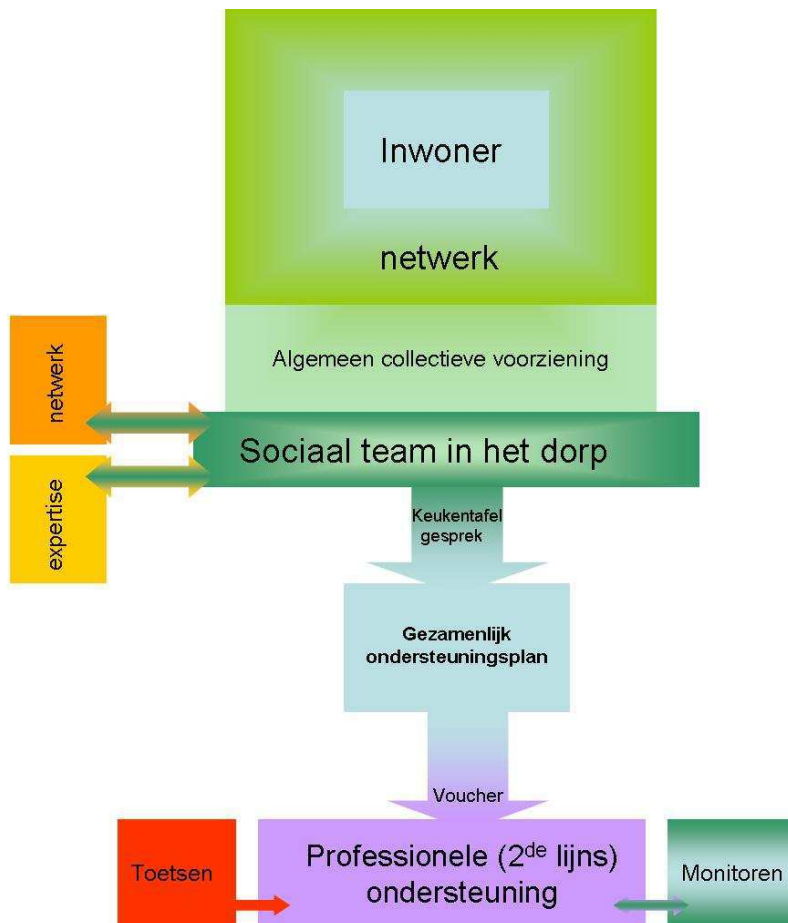 Inwoner
netwerk
Algemeen collectieve voorziening
netwerk
Sociaal team in het dorp
expertise
Keukentafel
gesprek
Gezamenlijk
ondersteuningsplan
Voucher
Toetsen
Professionele (2de lijns)
ondersteuning
Monitoren